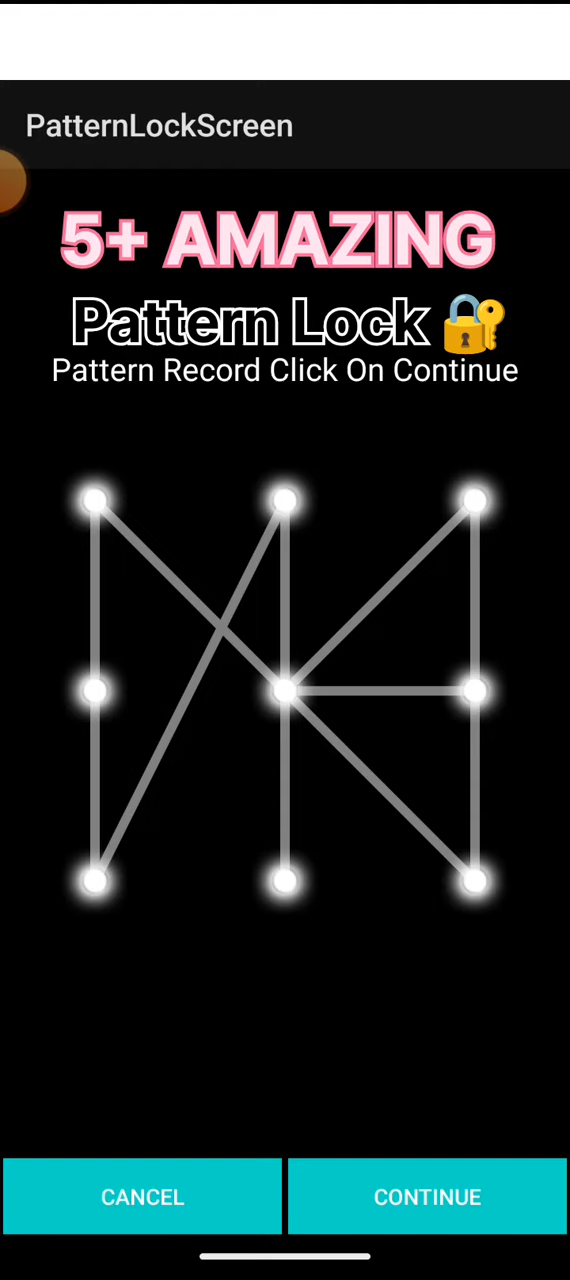 PatternLockScreen
5+ AMAZING
Pattern Lock 🔐
Pattern Record Click On Continue
CANCEL
CONTINUE